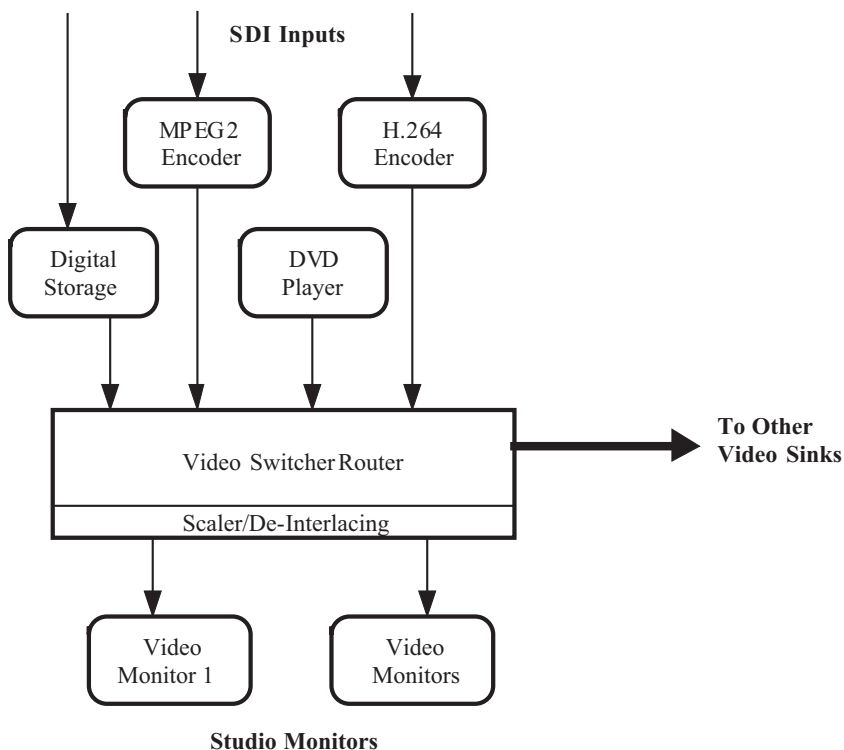 SDI Inputs
MPEG2
Encoder
H.264
Encoder
Digital
Storage
DVD
Player
Video Switcher Router
Scaler/De-Interlacing
To Other
Video Sinks
Video
Monitor 1
Video
Monitors
Studio Monitors